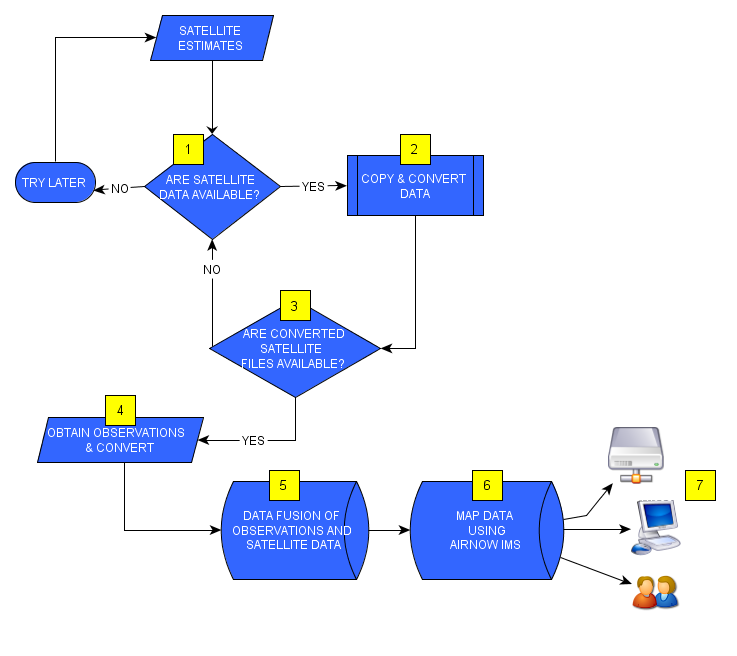 SATELLITE
ESTIMATES
1
ARE SATELLITE
DATA AVAILABLE?
NO
TRY LATER
YES
2
COPY & CONVERT
DATA
NO
3
ARE CONVERTED
SATELLITE
FILES AVAILABLE?
YES
4
OBTAIN OBSERVATIONS
& CONVERT
5
DATA FUSION OF
OBSERVATIONS AND
SATELLITE DATA
6
MAP DATA
USING
AIRNOW IMS
7